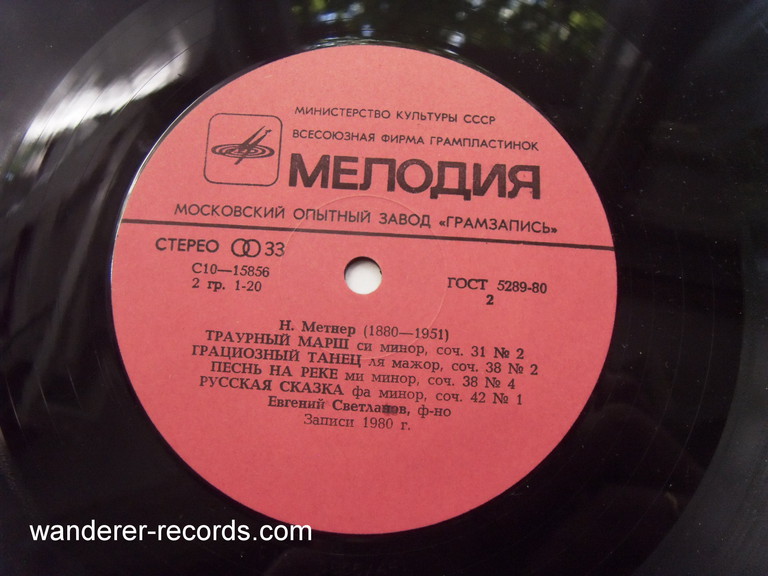 МИНИСТЕРСТВО КУЛЬТУРЫ СССР
ВСЕСОЮЗНАЯ ФИРМА ГРАМПЛАСТИНОК
МЕЛОДИЯ
МОСКОВСКИЙ ОПЫТНЫЙ ЗАВОД «ГРАМЗАПИСЬ»
СТЕРЕО 33
С10—15856
2 гр. 1-20
ГОСТ 5289-80
2
Н. Метнер (1880—1951)
ТРАУРНЫЙ МАРШ си минор, соч. 31 № 2
ГРАЦИОЗНЫЙ ТАНЕЦ ля мажор, соч. 38 № 2
ПЕСНЬ НА РЕКЕ ми минор, соч. 38 № 4
РУССКАЯ СКАЗКА фа минор, соч. 42 № 1
Евгений Светланов, ф-но
Записи 1980 г.
wanderer-records.com